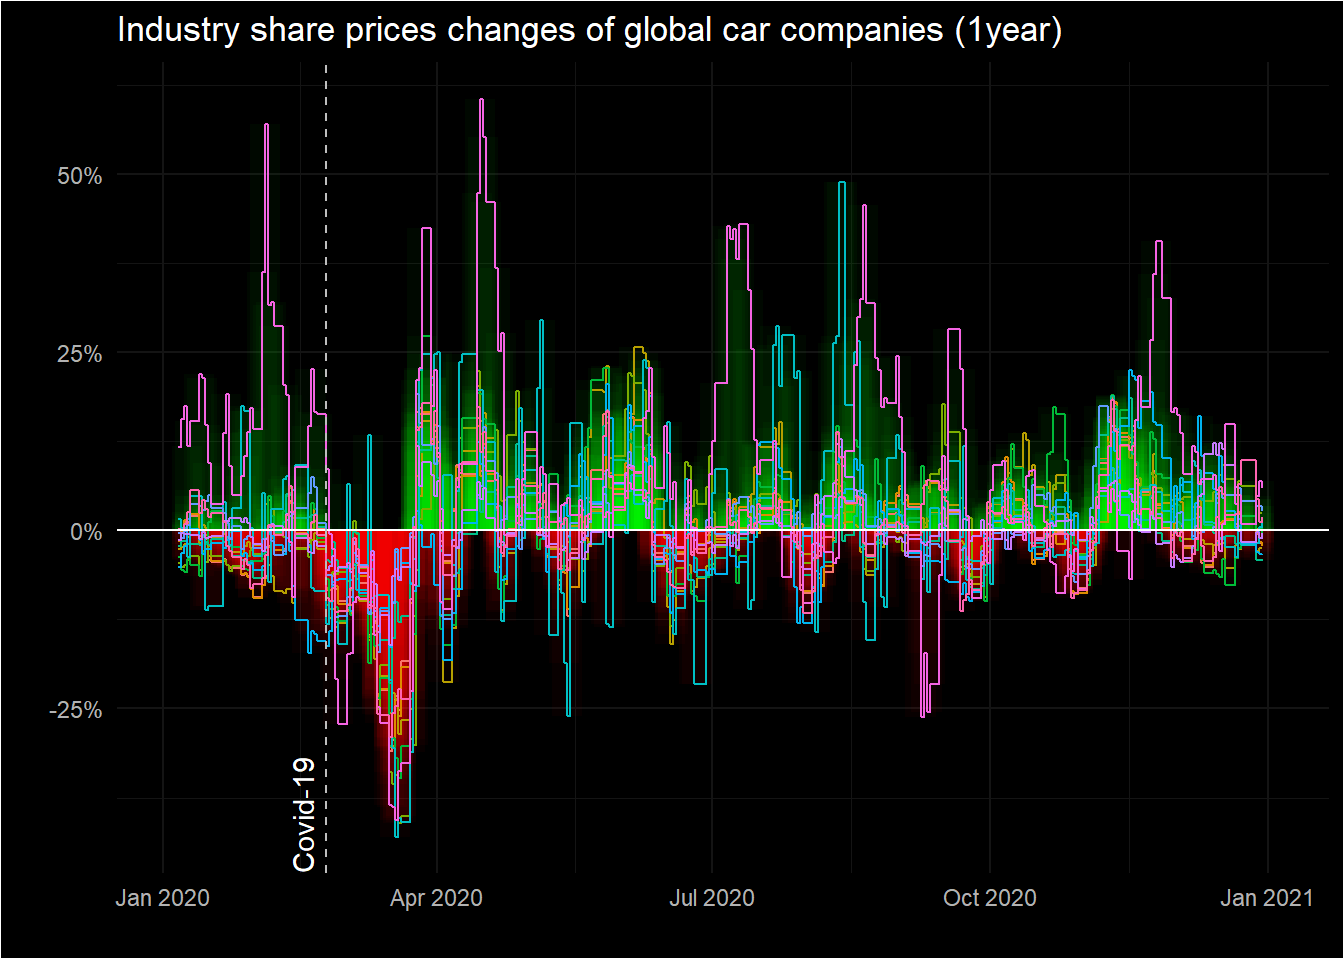 Industry share prices changes of global car companies (1year)
50%
25%
0%
-25%
Covid-19
Jan 2020
Apr 2020
Jul 2020
Oct 2020
Jan 2021